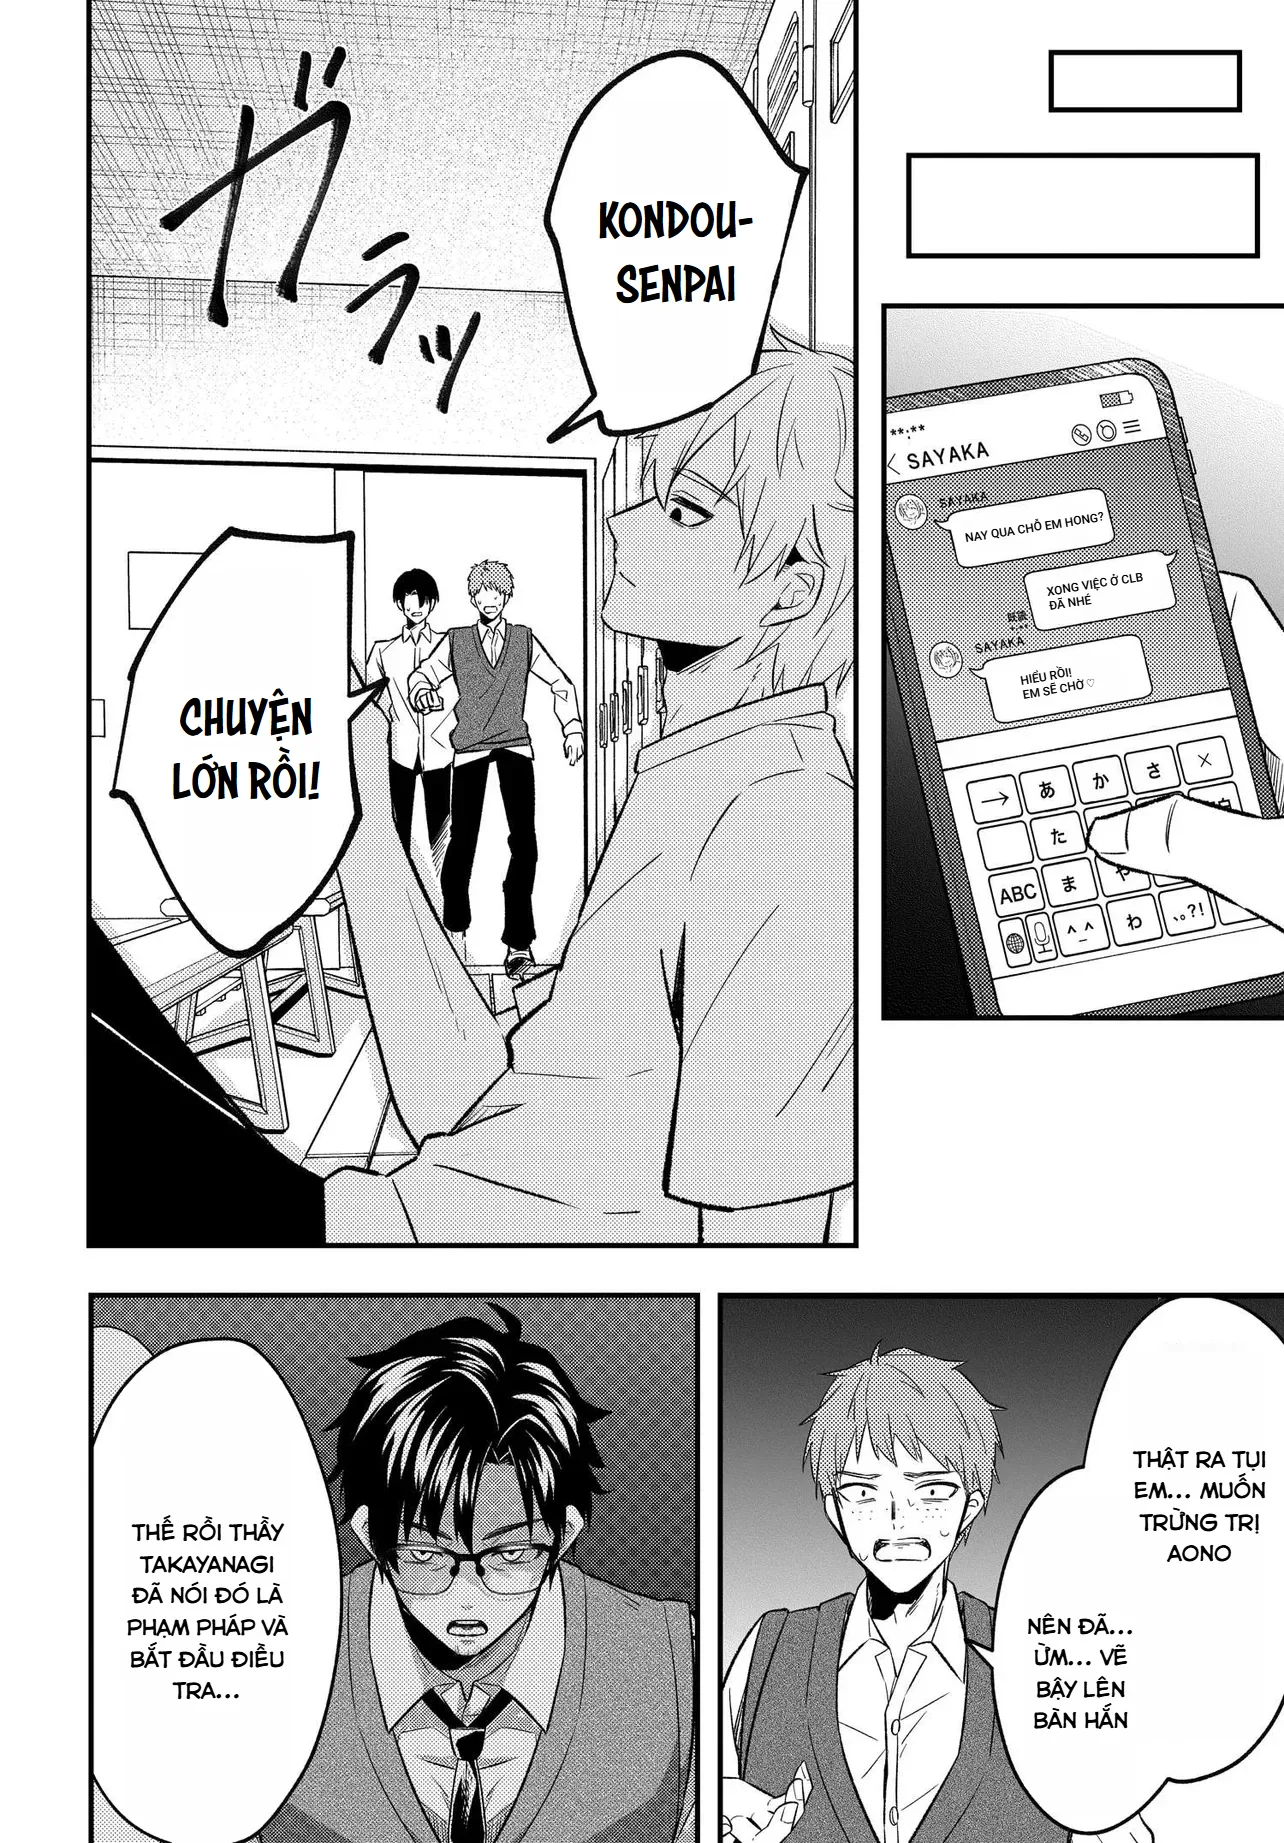 **:**
SAYAKA
SAYAKA
NAY QUA CHỖ EM HONG?
XONG VIỆC Ở CLB
ĐÃ NHÉ
既読
**:**
SAYAKA
HIỂU RỒI!
EM SẼ CHỜ♡
→ あ か さ ×
た
ABC ま や
^_^ わ 、。?!
ガラッ
KONDOU-
SENPAI
CHUYỆN
LỚN RỒI!
THẬT RA TỤI
EM... MUỐN
TRỪNG TRỊ
AONO
NÊN ĐÃ...
ỪM... VẼ
BẬY LÊN
BÀN HẮN
THẾ RỒI THẦY
TAKAYANAGI
ĐÃ NÓI ĐÓ LÀ
PHẠM PHÁP VÀ
BẮT ĐẦU ĐIỀU
TRA...